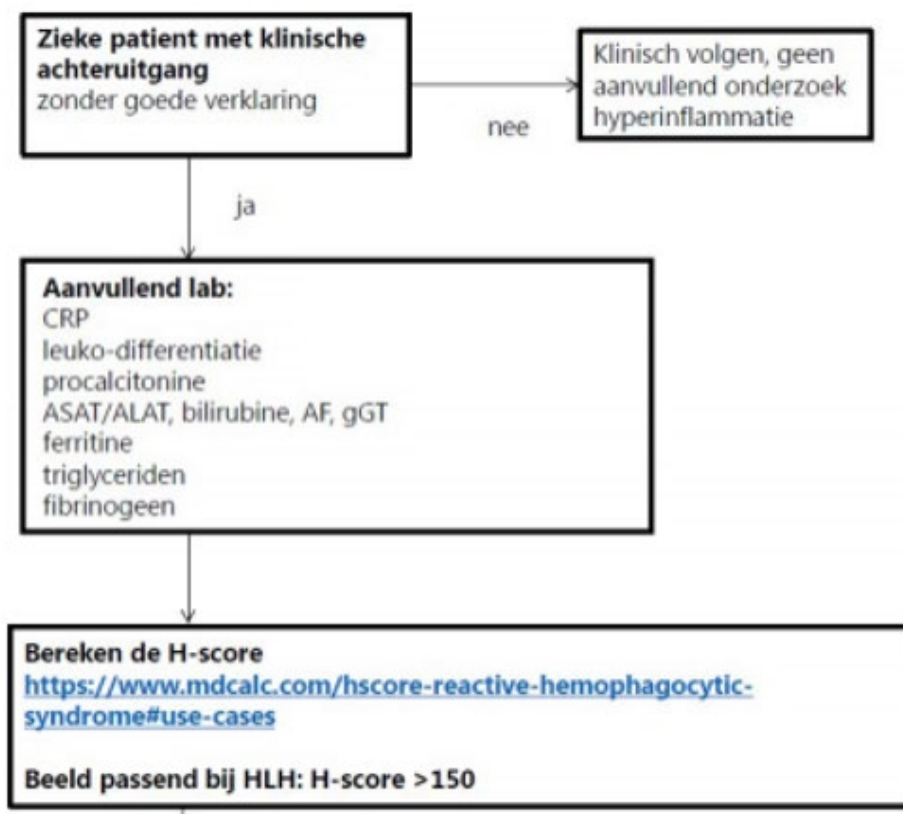 Zieke patient met klinische
achteruitgang
zonder goede verklaring
Klinisch volgen, geen
aanvullend onderzoek
hyperinflammatie
nee
ja
Aanvullend lab:
CRP
leuko-differentiatie
procalcitonine
ASAT/ALAT, bilirubine, AF, gGT
ferritine
triglyceriden
fibrinogeen
Bereken de H-score
https://www.mdcalc.com/hscore-reactive-hemophagocytic-
syndrome#use-cases
Beeld passend bij HLH: H-score >150